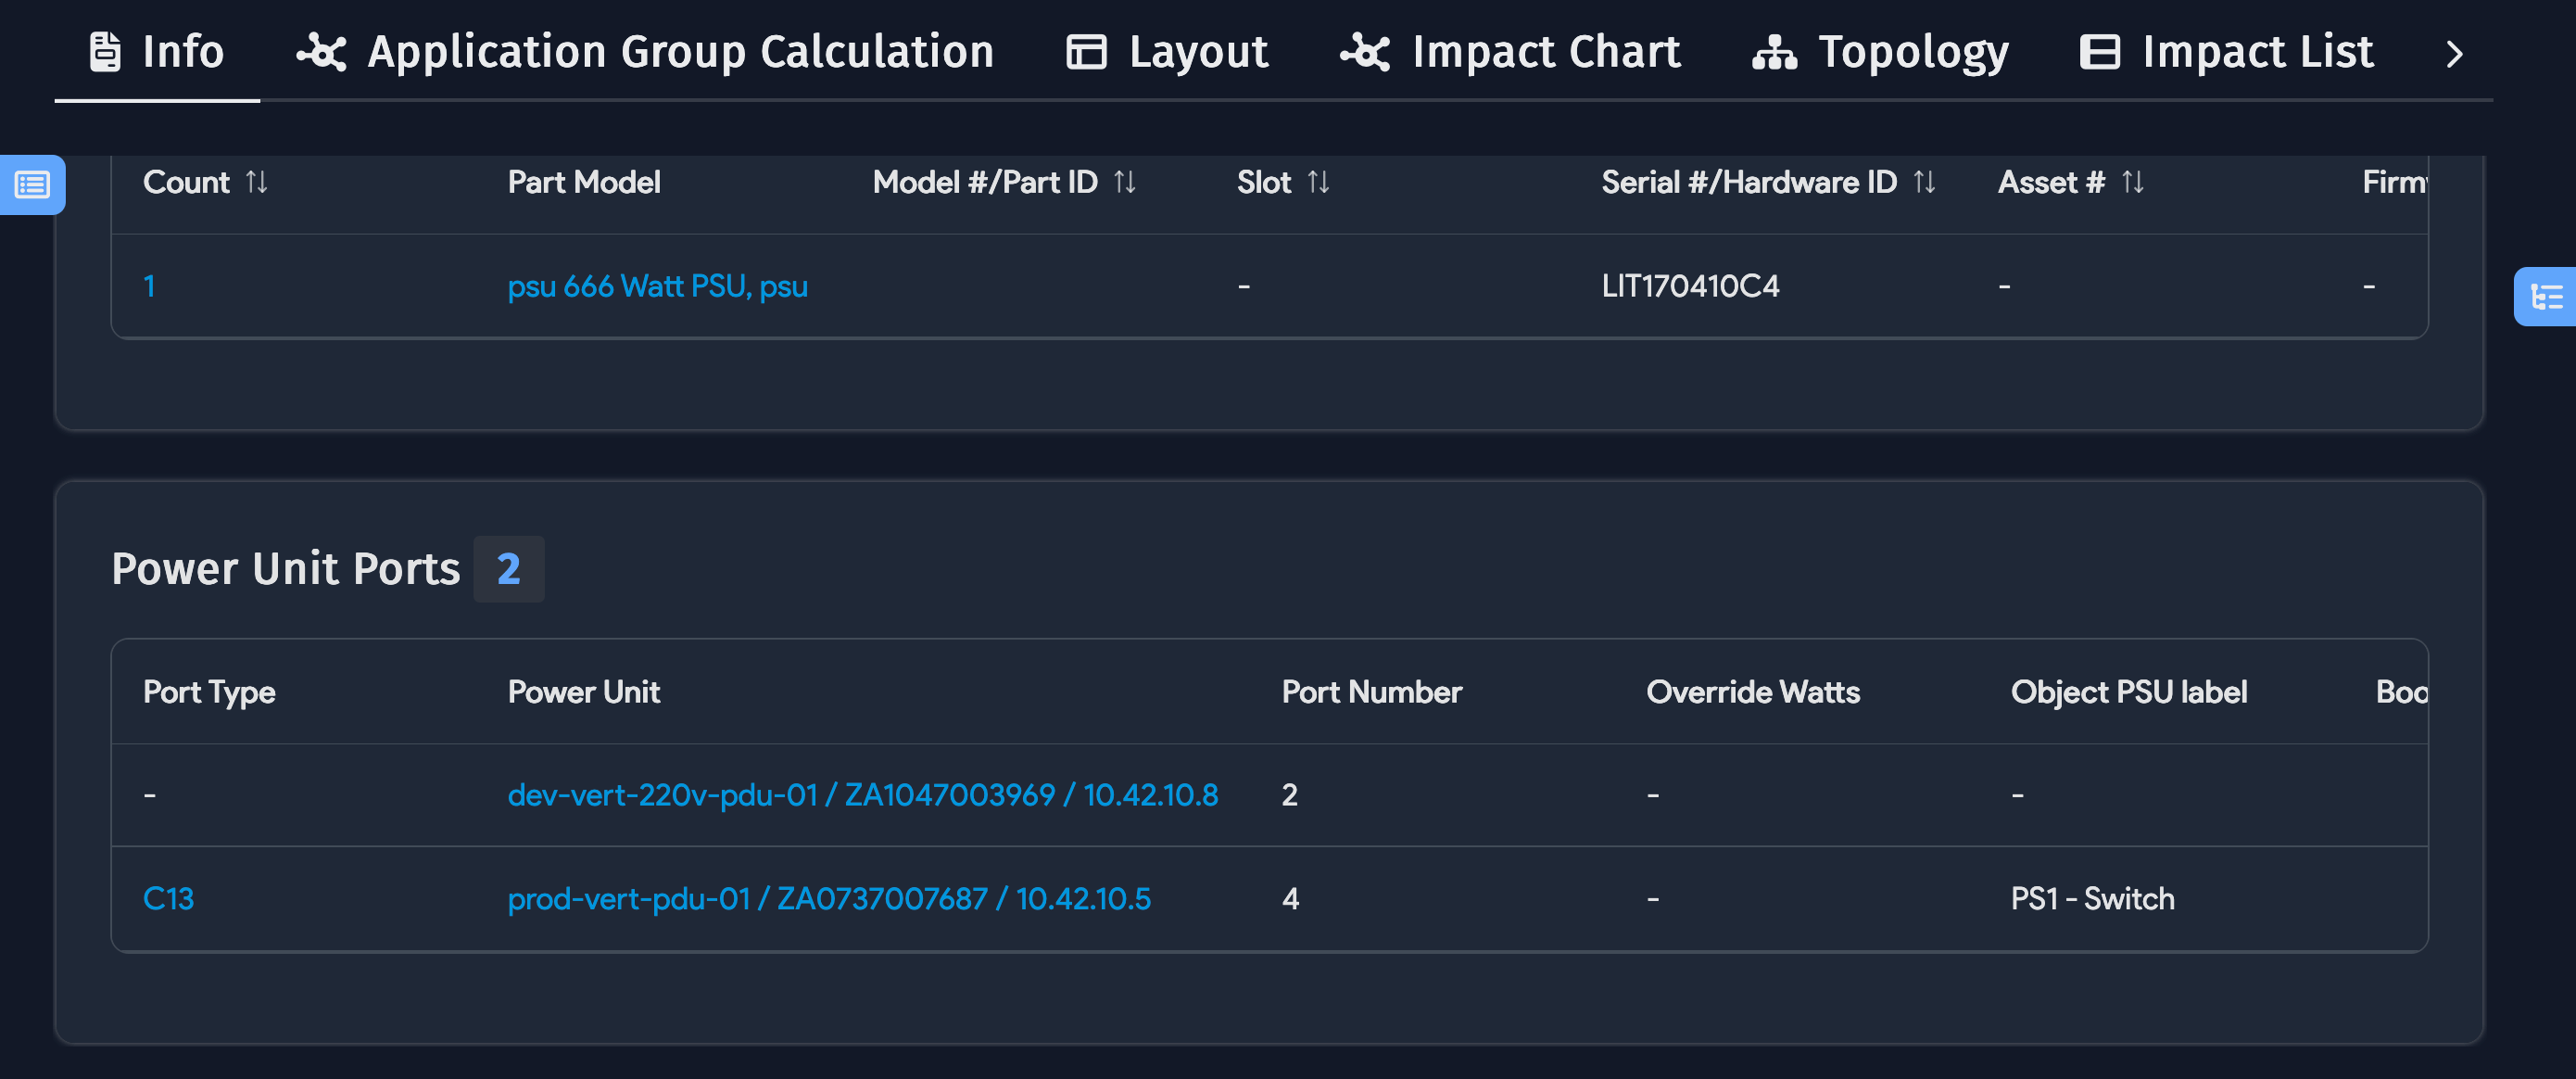 Info Application Group Calculation Layout Impact Chart Topology Impact List
Count Part Model Model #/Part ID Slot Serial #/Hardware ID Asset # Firm
1 psu 666 Watt PSU, psu - LIT170410C4 - -
Power Unit Ports 2
Port Type Power Unit Port Number Override Watts Object PSU label Boo
- dev-vert-220v-pdu-01 / ZA1047003969 / 10.42.10.8 2 - -
C13 prod-vert-pdu-01 / ZA0737007687 / 10.42.10.5 4 - PS1 - Switch